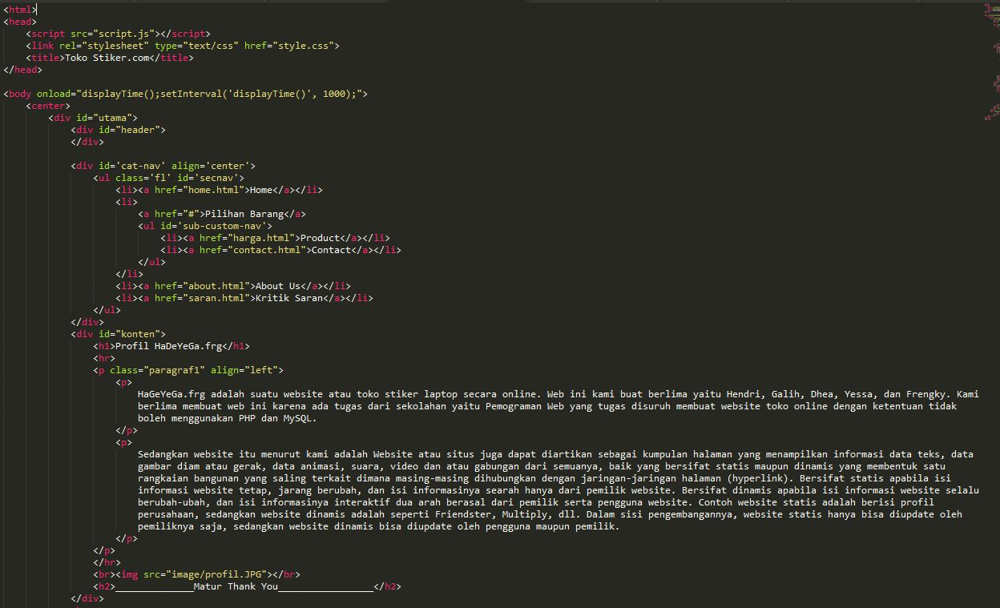 <html>
<head>
<script src="script.js"></script>
<link rel="stylesheet" type="text/css" href="style.css">
<title>Toko Stiker.com</title>
</head>
<body onload="displayTime();setInterval('displayTime()', 1000);">
<center>
<div id="utama">
<div id="header">
</div>
<div id='cat-nav' align='center'>
<ul class='fl' id='secnav'>
<li><a href="home.html">Home</a></li>
<li>
<a href="#">Pilihan Barang</a>
<ul id='sub-custom-nav'>
<li><a href="harga.html">Product</a></li>
<li><a href="contact.html">Contact</a></li>
</ul>
</li>
<li><a href="about.html">About Us</a></li>
<li><a href="saran.html">Kritik Saran</a></li>
</ul>
</div>
<div id="konten">
<h1>Profil HaDeYeGa.frg</h1>
<hr>
<p class="paragraf1" align="left">
<p>
HaGeYeGa.frg adalah suatu website atau toko stiker laptop secara online. Web ini kami buat berlima yaitu Hendri, Galih, Dhea, Yessa, dan Frengky. Kami
berlima membuat web ini karena ada tugas dari sekolahan yaitu Pemograman Web yang tugas disuruh membuat website toko online dengan ketentuan tidak
boleh menggunakan PHP dan MySQL.
</p>
<p>
Sedangkan website itu menurut kami adalah Website atau situs juga dapat diartikan sebagai kumpulan halaman yang menampilkan informasi data teks, data
gambar diam atau gerak, data animasi, suara, video dan atau gabungan dari semuanya, baik yang bersifat statis maupun dinamis yang membentuk satu
rangkaian bangunan yang saling terkait dimana masing-masing dihubungkan dengan jaringan-jaringan halaman (hyperlink). Bersifat statis apabila isi
informasi website tetap, jarang berubah, dan isi informasinya searah hanya dari pemilik website. Bersifat dinamis apabila isi informasi website selalu
berubah-ubah, dan isi informasinya interaktif dua arah berasal dari pemilik serta pengguna website. Contoh website statis adalah berisi profil
perusahaan, sedangkan website dinamis adalah seperti Friendster, Multiply, dll. Dalam sisi pengembangannya, website statis hanya bisa diupdate oleh
pemiliknya saja, sedangkan website dinamis bisa diupdate oleh pengguna maupun pemilik.
</p>
</p>
</hr>
<br><img src="image/profil.JPG"></br>
<h2>______________Matur Thank You_________________</h2>
</div>